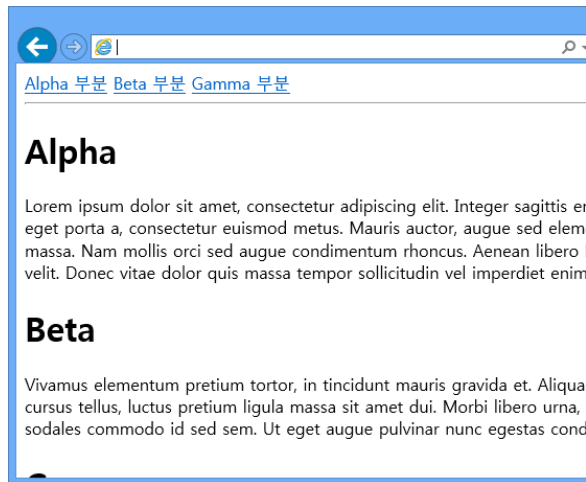 Alpha 부분 Beta 부분 Gamma 부분
Alpha
Lorem ipsum dolor sit amet, consectetur adipiscing elit. Integer sagittis
eget porta a, consectetur euismod metus. Mauris auctor, augue sed
massa. Nam mollis orci sed augue condimentum rhoncus. Aenean libero
velit. Donec vitae dolor quis massa tempor sollicitudin vel imperdiet enim
Beta
Vivamus elementum pretium tortor, in tincidunt mauris gravida et.
cursus tellus, luctus pretium ligula massa sit amet dui. Morbi libero urna,
sodales commodo id sed sem. Ut eget augue pulvinar nunc egestas